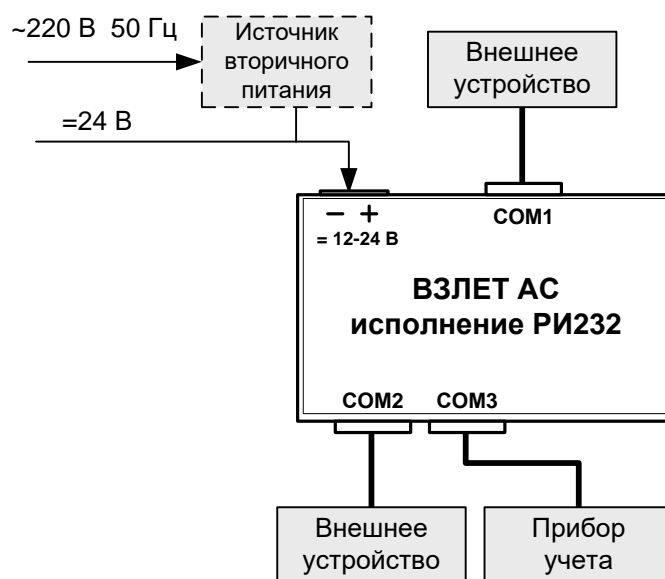 ~220 В 50 Гц
Источник
вторичного
питания
Внешнее
устройство
=24 В
− +
= 12-24 В
COM1
ВЗЛЕТ АС
исполнение РИ232
COM2 COM3
Внешнее
устройство
Прибор
учета